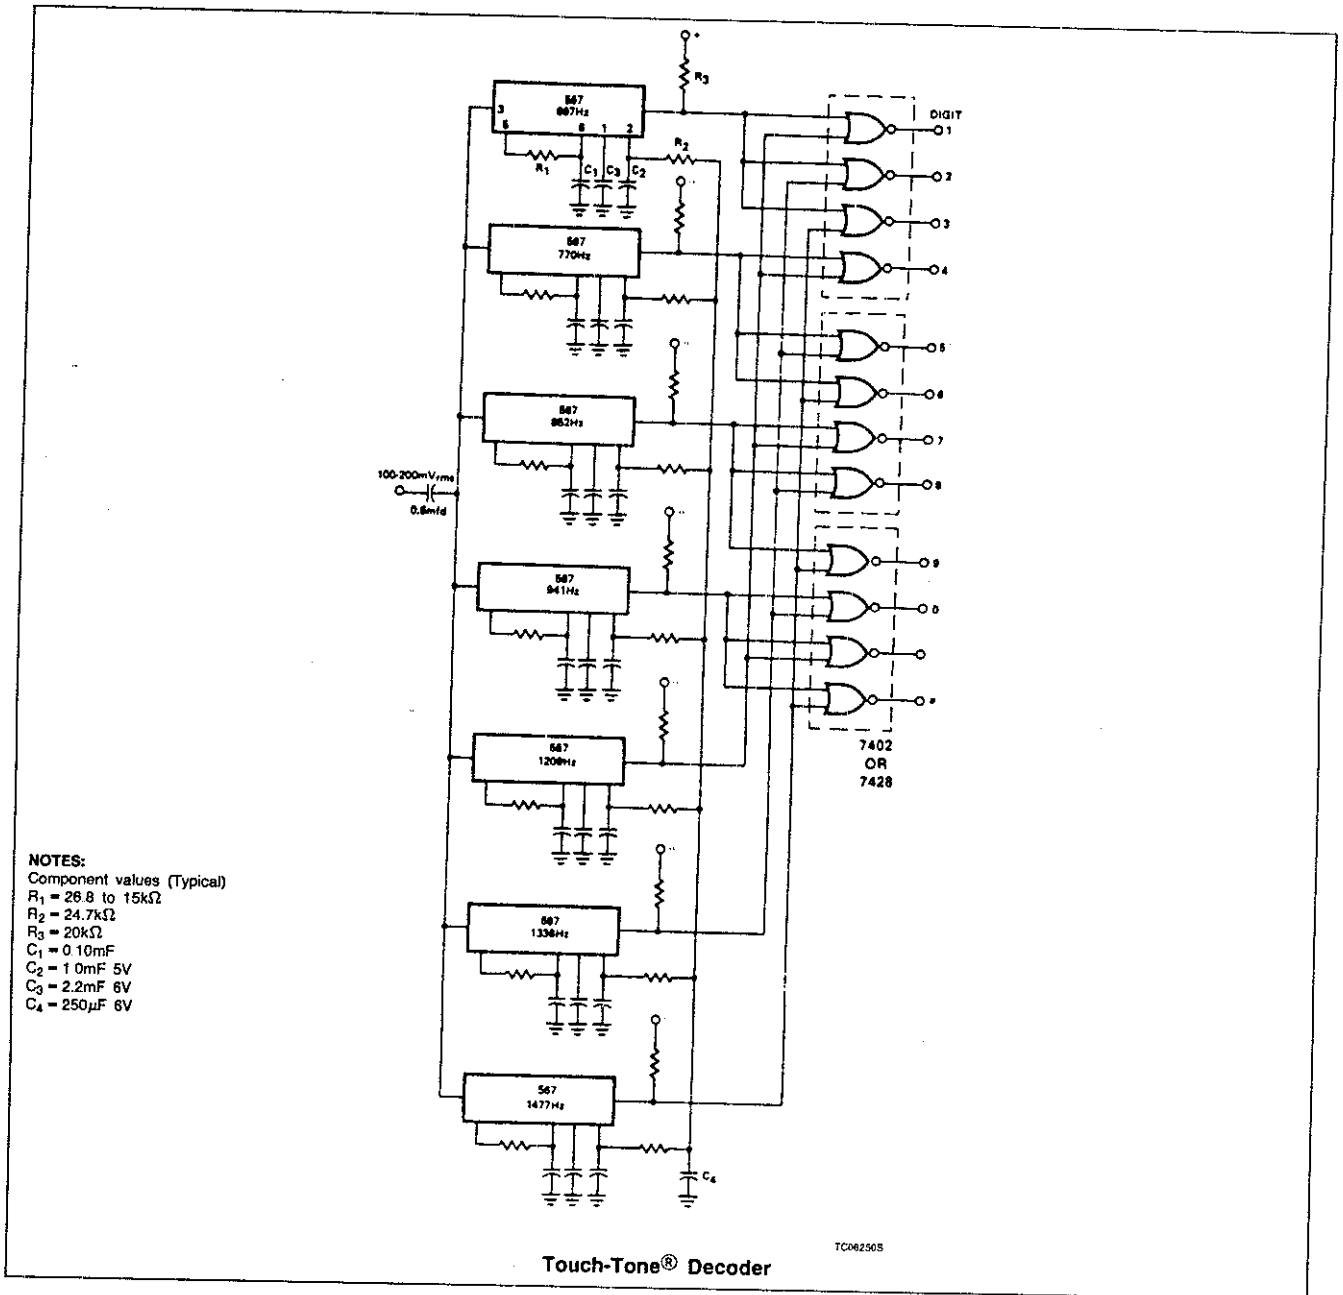 +
R3
567
697Hz
3
5
6
1
2
R1
C1
C3
C2
R2
DIGIT
1
2
3
4
567
770Hz
5
6
7
8
567
852Hz
100-200mVrms
0.5mfd
567
941Hz
9
0
7402
OR
7428
567
1209Hz
567
1336Hz
567
1477Hz
C4
NOTES:
Component values (Typical)
R1 = 26.8 to 15kΩ
R2 = 24.7kΩ
R3 = 20kΩ
C1 = 0.10mF
C2 = 1.0mF 5V
C3 = 2.2mF 6V
C4 = 250μF 6V
TC06250S
Touch-Tone® Decoder